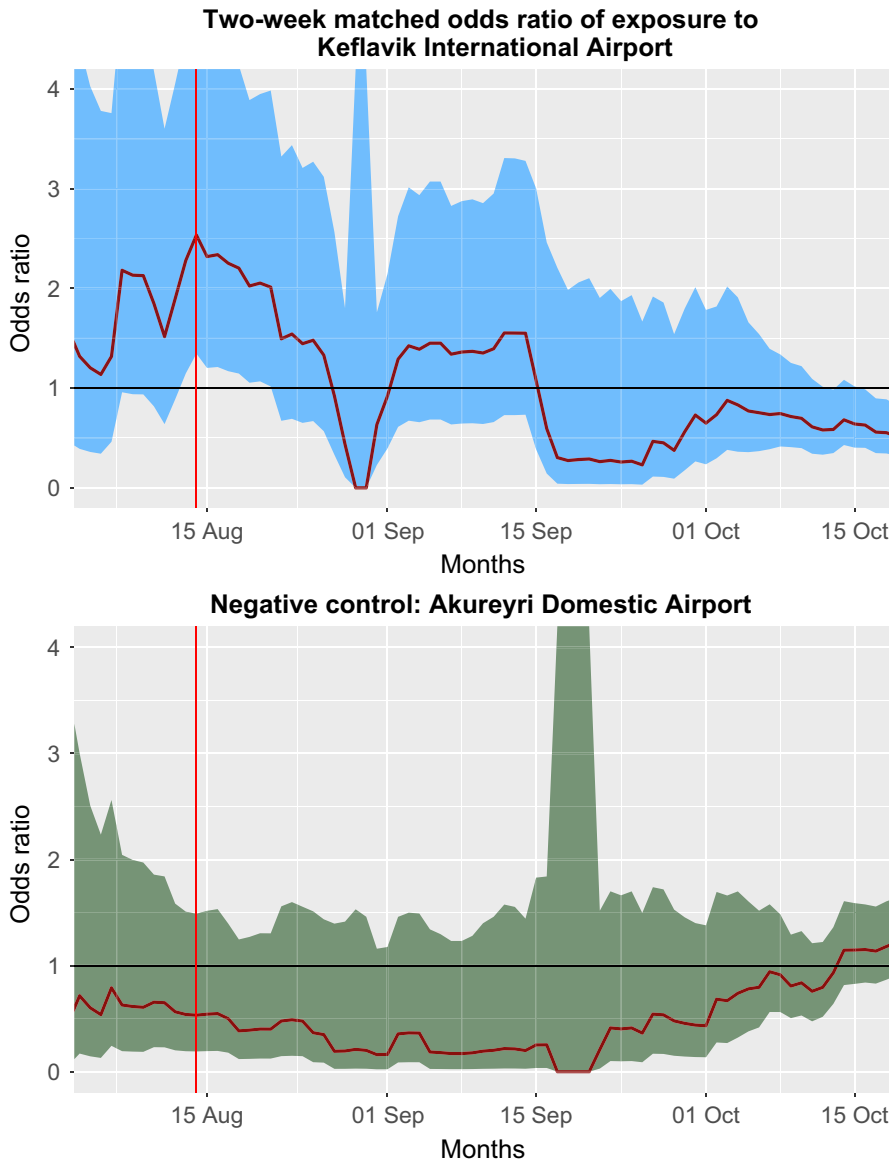 Two-week matched odds ratio of exposure to
Keflavik International Airport
4
3
2
1
0
Odds ratio
15 Aug 01 Sep 15 Sep 01 Oct 15 Oct
Months
Negative control: Akureyri Domestic Airport
4
3
2
1
0
Odds ratio
15 Aug 01 Sep 15 Sep 01 Oct 15 Oct
Months